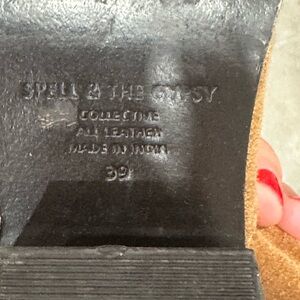 SPELL & THE GYPSY
COLLECTIVE
ALL LEATHER
MADE IN INDIA
39